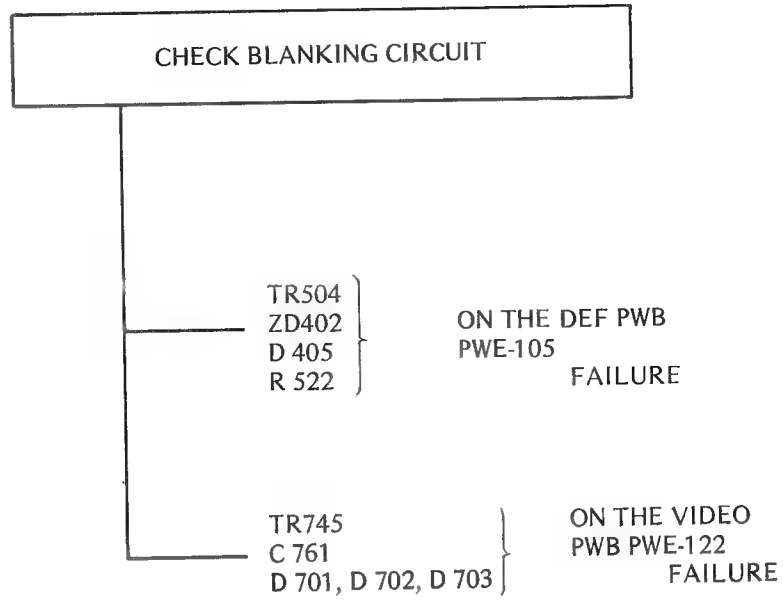 CHECK BLANKING CIRCUIT
TR504
ZD402
D 405
R 522
ON THE DEF PWB
PWE-105
FAILURE
TR745
C 761
D 701, D 702, D 703
ON THE VIDEO
PWB PWE-122
FAILURE